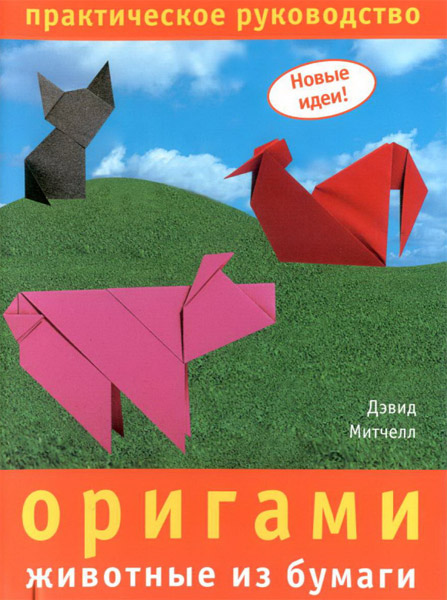 практическое руководство
Новые
идеи!
Дэвид
Митчелл
оригами
животные из бумаги